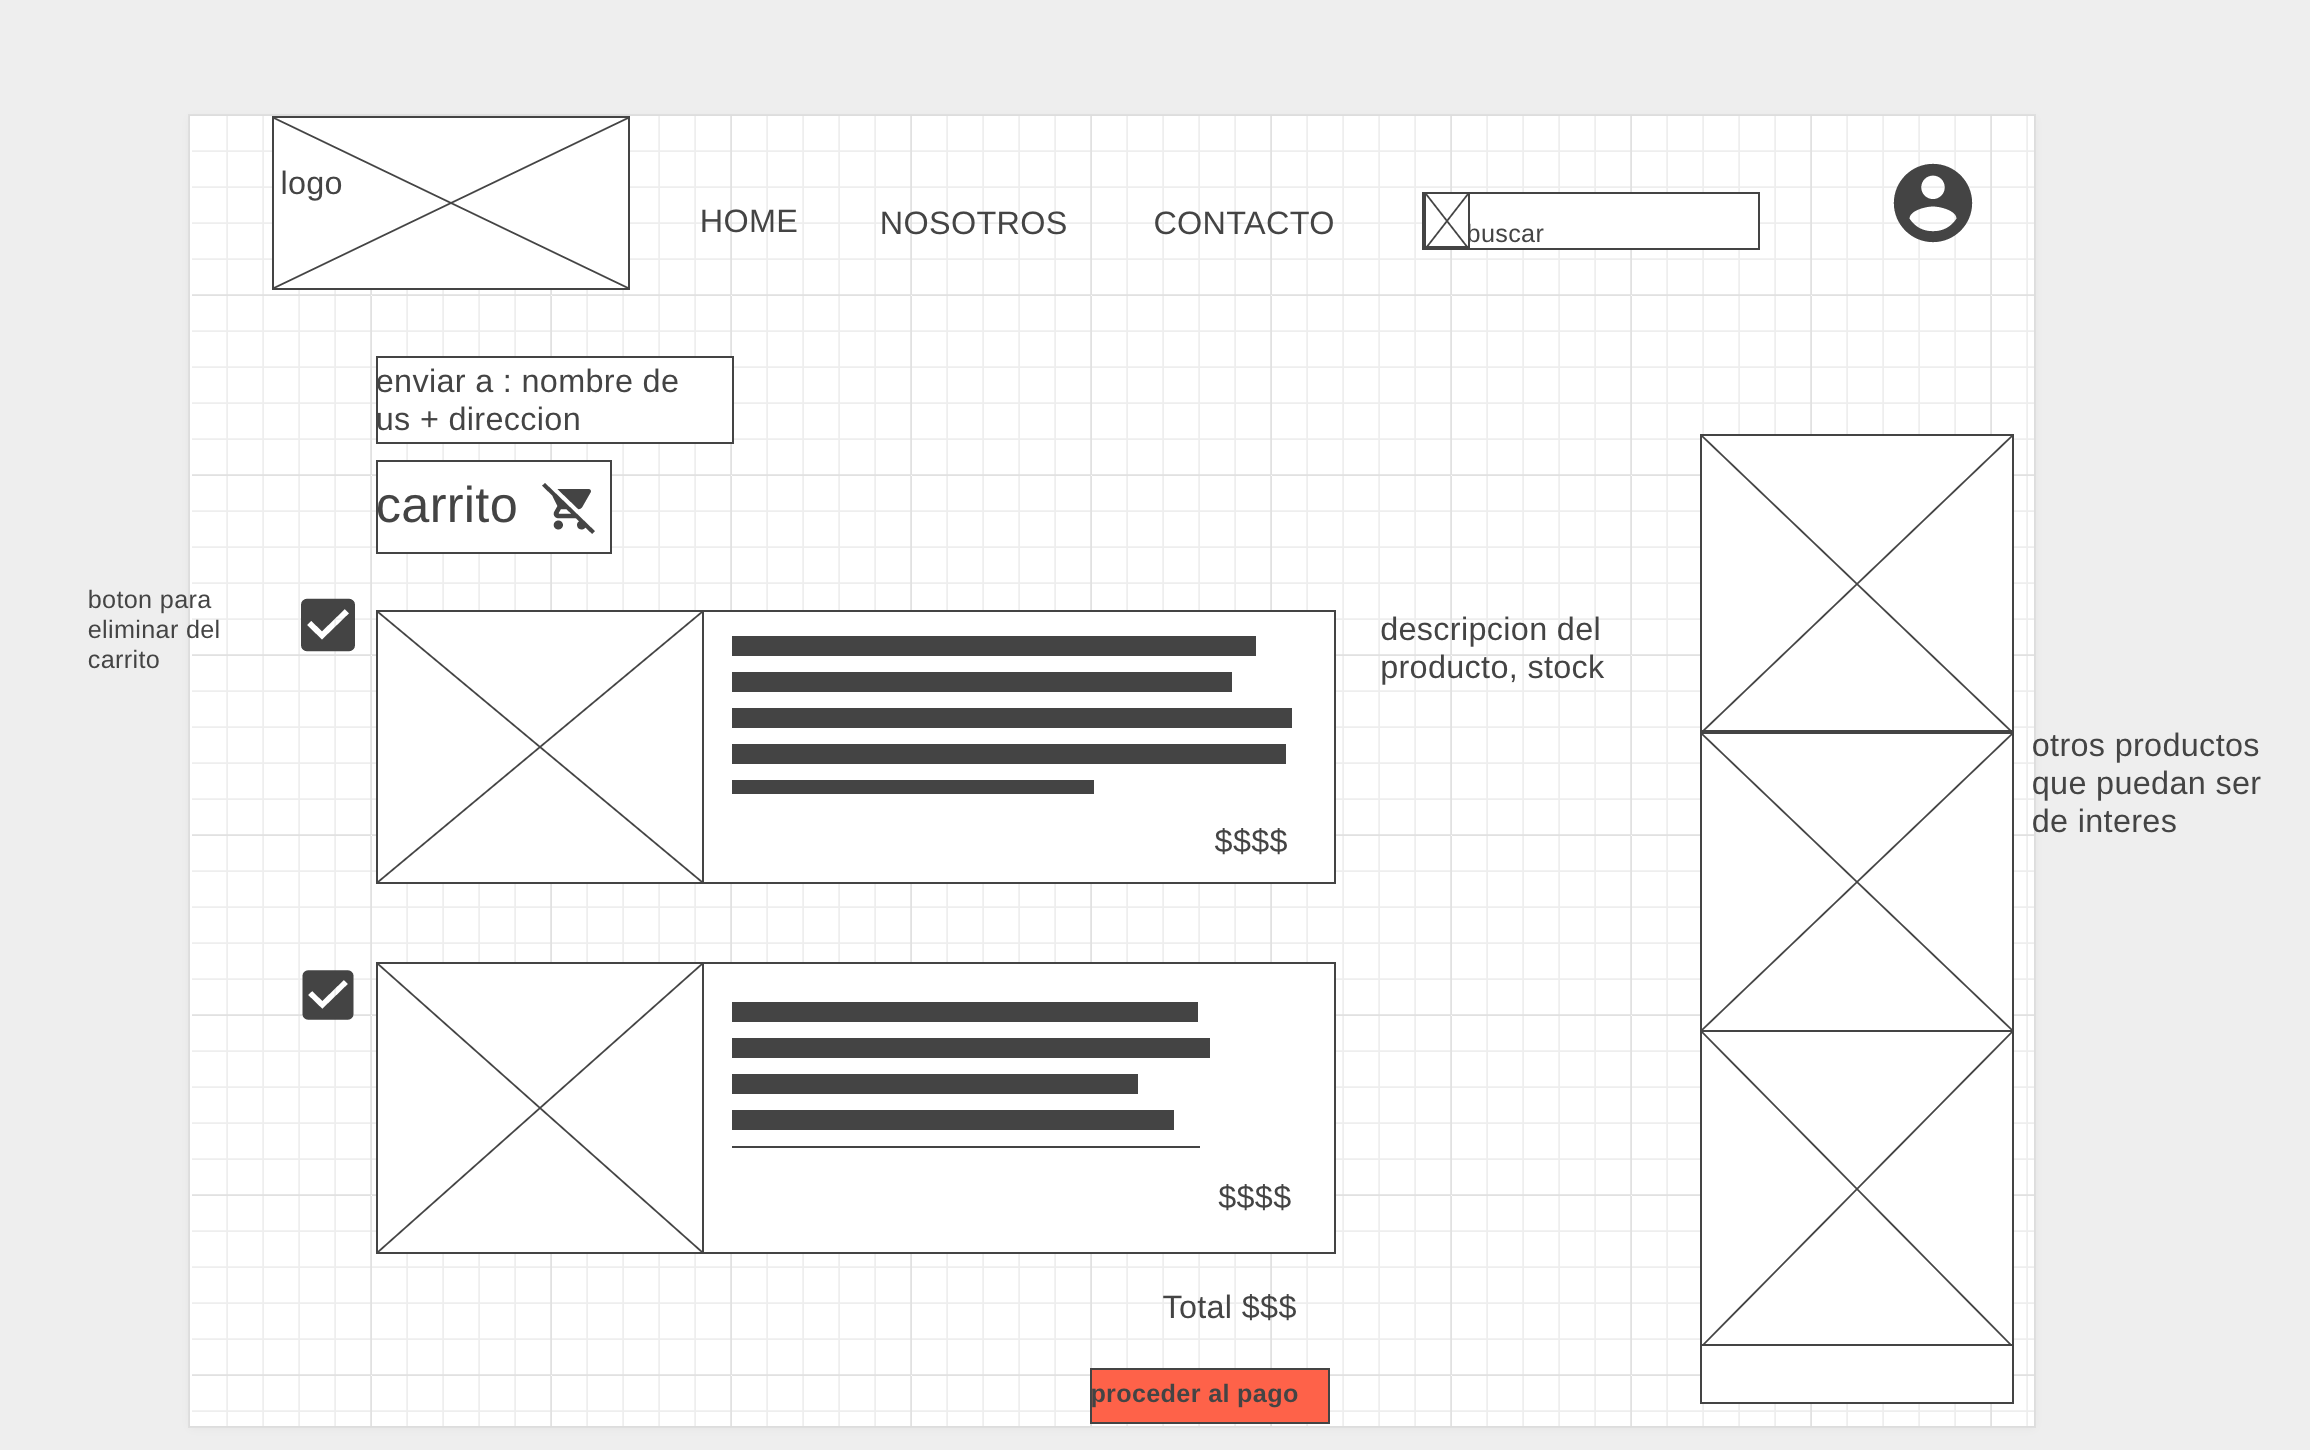 logo
HOME
NOSOTROS
CONTACTO
buscar
enviar a : nombre de
us + direccion
carrito
boton para
eliminar del
carrito
descripcion del
producto, stock
$$$$
otros productos
que puedan ser
de interes
$$$$
Total $$$
proceder al pago